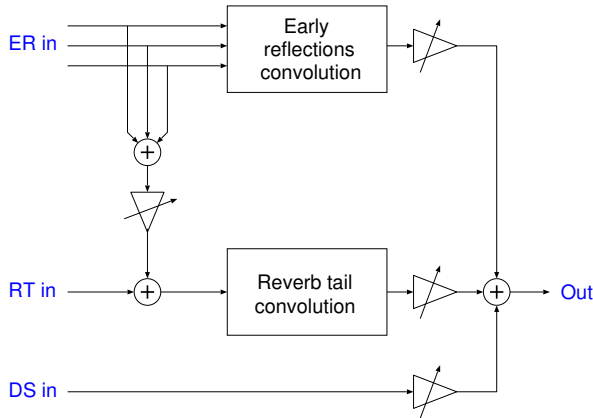 Early
reflections
convolution
ER in
+
RT in
+
Reverb tail
convolution
+
Out
DS in